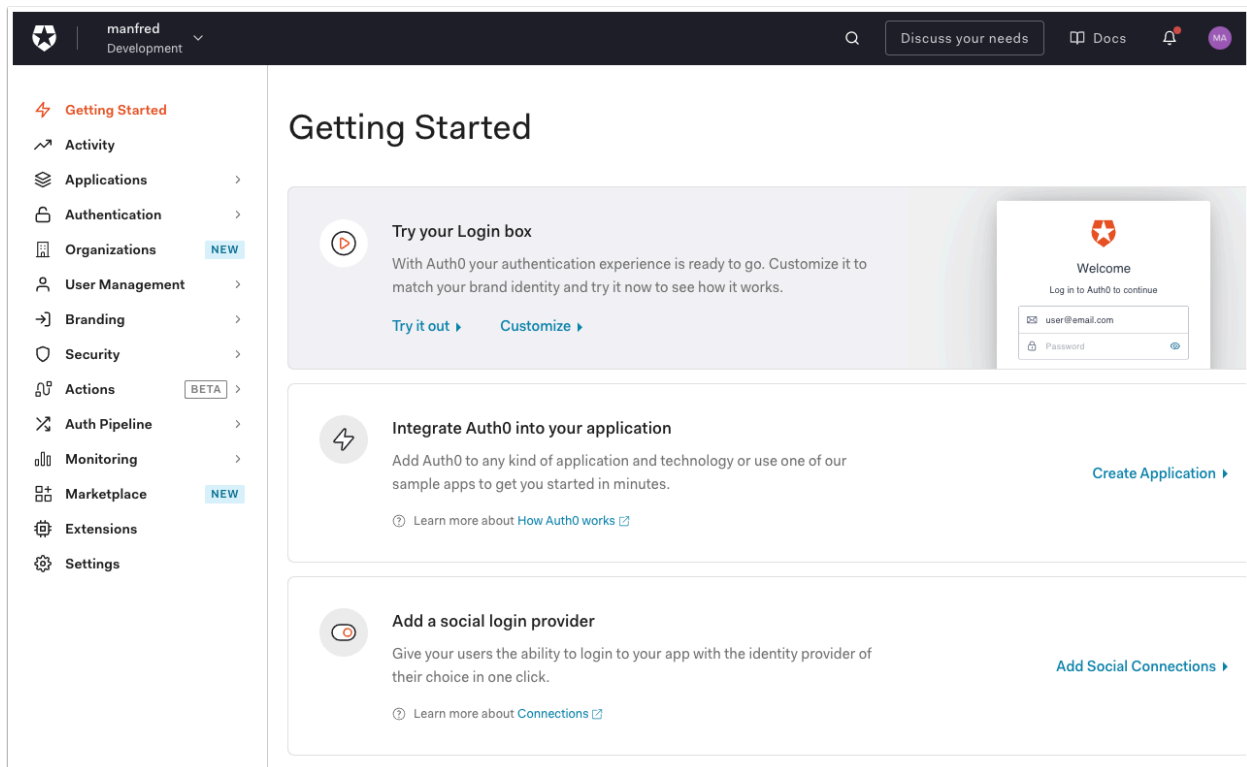 manfred
Development
Discuss your needs
Docs
MA
Getting Started
Activity
Applications
Authentication
Organizations NEW
User Management
Branding
Security
Actions BETA
Auth Pipeline
Monitoring
Marketplace NEW
Extensions
Settings
Getting Started
Try your Login box
With Auth0 your authentication experience is ready to go. Customize it to
match your brand identity and try it now to see how it works.
Try it out Customize
Welcome
Log in to Auth0 to continue
user@email.com
Password
Integrate Auth0 into your application
Add Auth0 to any kind of application and technology or use one of our
sample apps to get you started in minutes.
Learn more about How Auth0 works
Create Application
Add a social login provider
Give your users the ability to login to your app with the identity provider of
their choice in one click.
Learn more about Connections
Add Social Connections